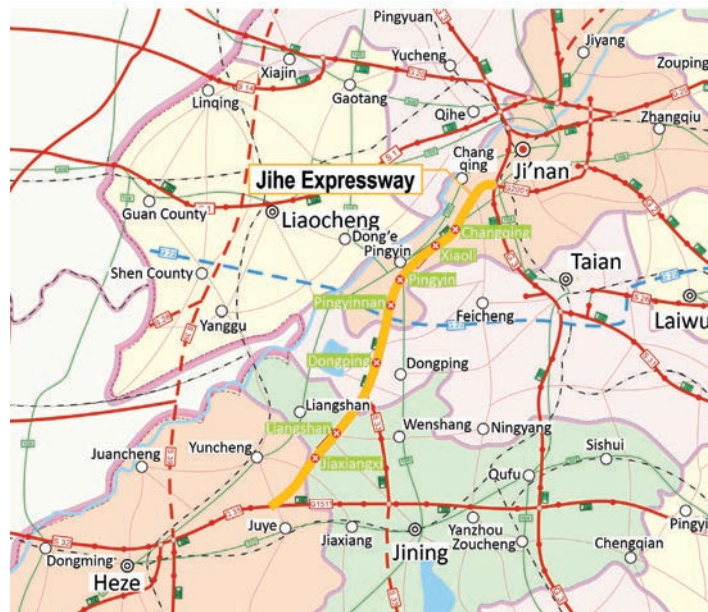 Pingyuan
Jiyang
Yucheng
Zouping
Xiajin
Gaotang
Linqing
Qihe
Zhangqiu
Chang
qing
Ji'nan
Jihe Expressway
G2001
Guan County
Liaocheng
Changqing
Dong'e
Xiaoli
Pingyin
Pingyin
Taian
Shen County
Pingyinnan
Feicheng
Laiwu
Yanggu
Dongping
Dongping
Liangshan
Liangshan
Wenshang
Ningyang
Yuncheng
Juancheng
Jiaxiangxi
Sishui
Qufu
G1511
Juye
Jiaxiang
Jining
Yanzhou
Zoucheng
Pingyi
Dongming
Heze
Chengqian